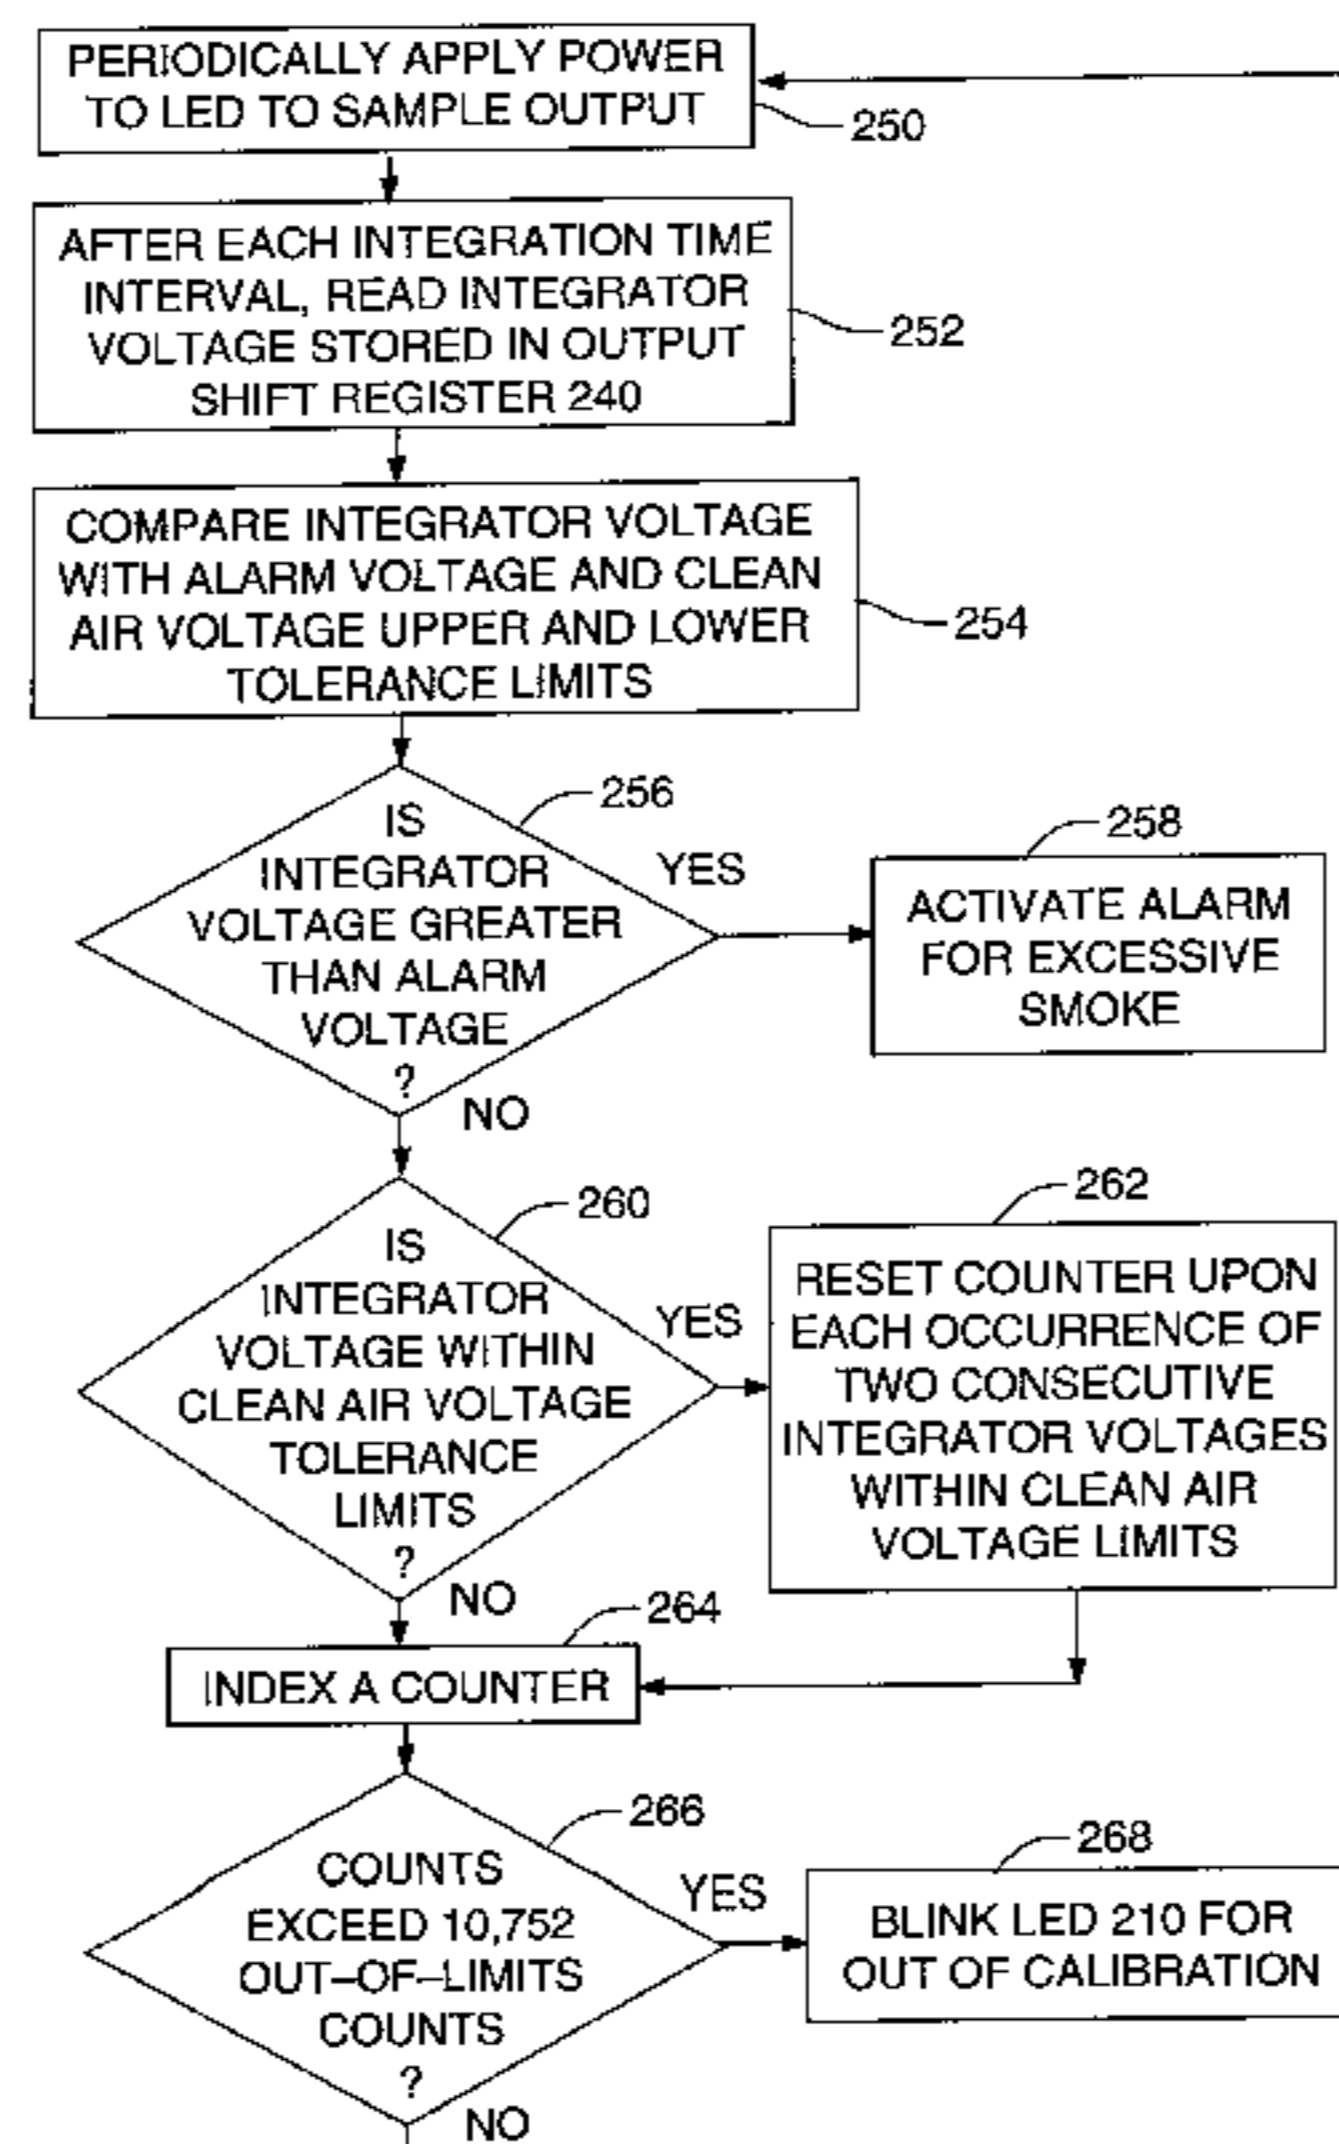 PERIODICALLY APPLY POWER
TO LED TO SAMPLE OUTPUT
250
AFTER EACH INTEGRATION TIME
INTERVAL, READ INTEGRATOR
VOLTAGE STORED IN OUTPUT
SHIFT REGISTER 240
252
COMPARE INTEGRATOR VOLTAGE
WITH ALARM VOLTAGE AND CLEAN
AIR VOLTAGE UPPER AND LOWER
TOLERANCE LIMITS
254
256
IS
INTEGRATOR
VOLTAGE GREATER
THAN ALARM
VOLTAGE
?
YES
NO
258
ACTIVATE ALARM
FOR EXCESSIVE
SMOKE
260
IS
INTEGRATOR
VOLTAGE WITHIN
CLEAN AIR VOLTAGE
TOLERANCE
LIMITS
?
YES
NO
262
RESET COUNTER UPON
EACH OCCURRENCE OF
TWO CONSECUTIVE
INTEGRATOR VOLTAGES
WITHIN CLEAN AIR
VOLTAGE LIMITS
264
INDEX A COUNTER
266
COUNTS
EXCEED 10,752
OUT–OF–LIMITS
COUNTS
?
YES
NO
268
BLINK LED 210 FOR
OUT OF CALIBRATION